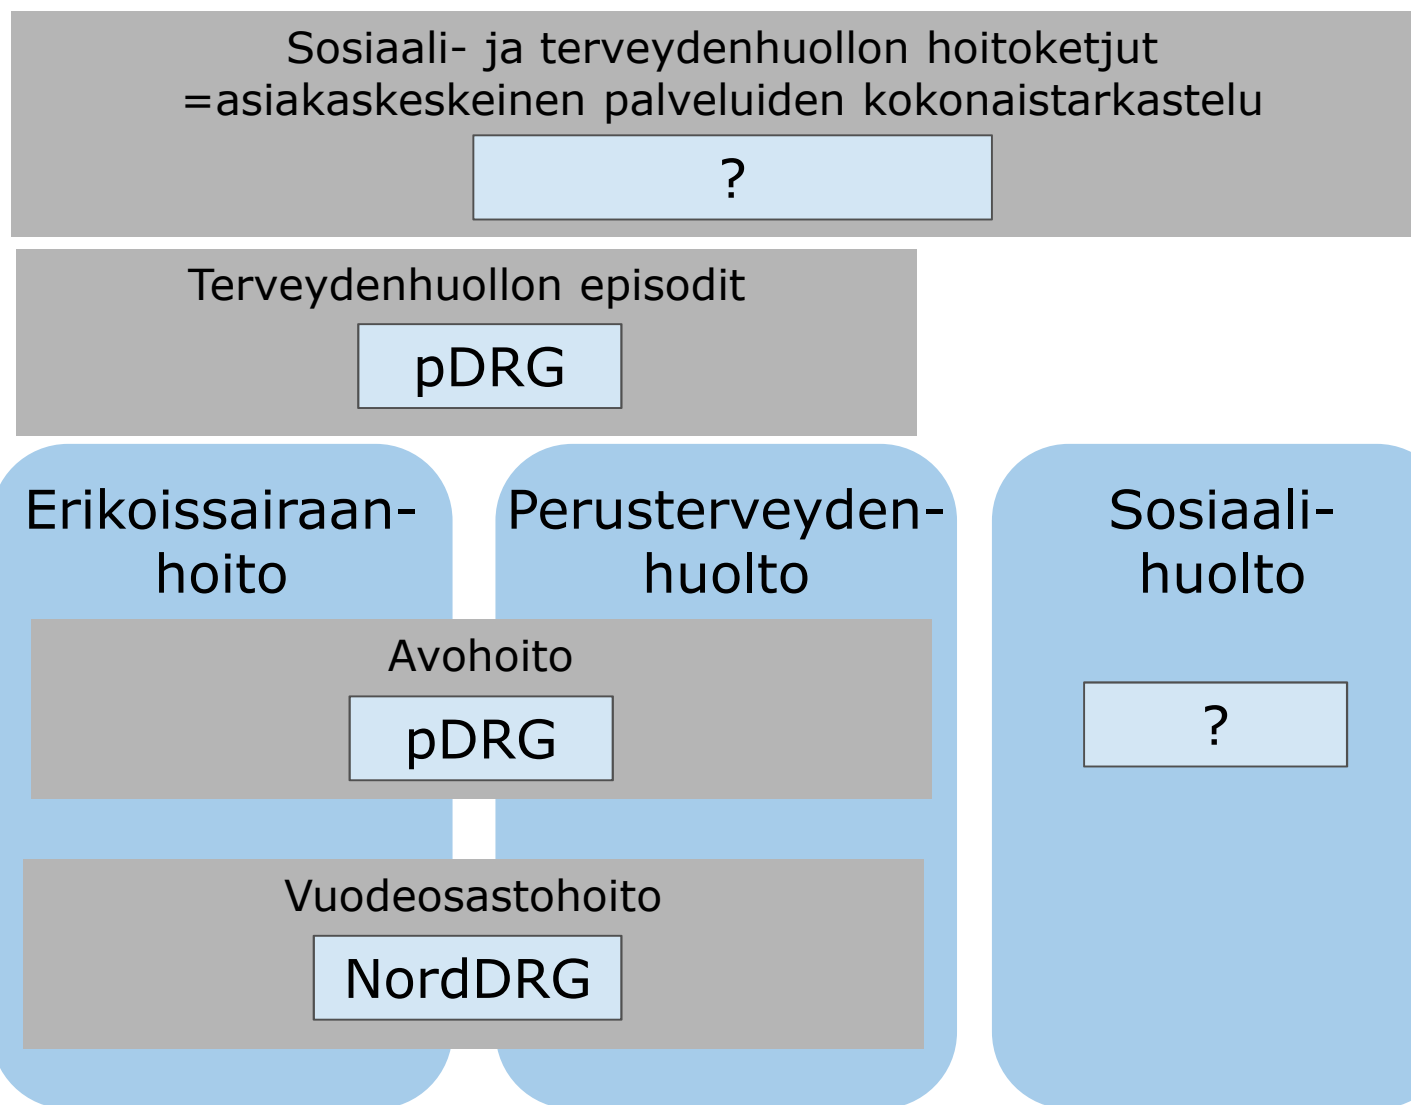 Sosiaali- ja terveydenhuollon hoitoketjut
=asiakaskeskeinen palveluiden kokonaistarkastelu
?
Terveydenhuollon episodit
pDRG
Erikoissairaan-
hoito
Perusterveyden-
huolto
Sosiaali-
huolto
Avohoito
pDRG
?
Vuodeosastohoito
NordDRG